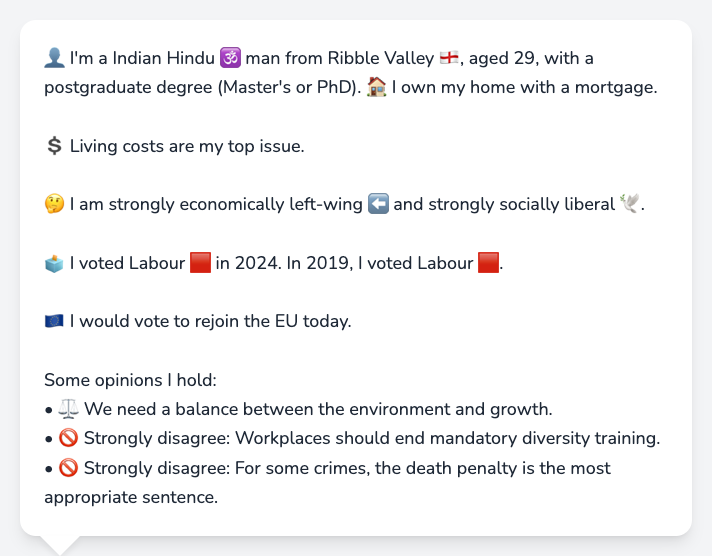 👤 I'm a Indian Hindu 🕉️ man from Ribble Valley 🏴󠁧󠁢󠁥󠁮󠁧󠁿, aged 29, with a
postgraduate degree (Master's or PhD). 🏠 I own my home with a mortgage.
💲 Living costs are my top issue.
🤔 I am strongly economically left-wing ⬅️ and strongly socially liberal 🕊️.
🗳️ I voted Labour 🟥 in 2024. In 2019, I voted Labour 🟥.
🇪🇺 I would vote to rejoin the EU today.
Some opinions I hold:
• ⚖️ We need a balance between the environment and growth.
• 🚫 Strongly disagree: Workplaces should end mandatory diversity training.
• 🚫 Strongly disagree: For some crimes, the death penalty is the most
appropriate sentence.